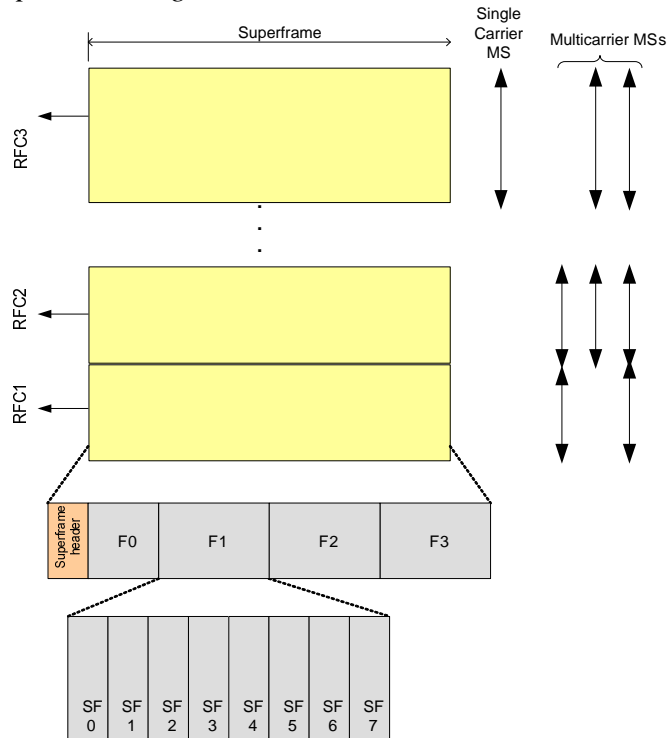 Superframe
Single
Carrier
MS
Multicarrier MSs
RFC3
RFC2
RFC1
Superframe
header
F0
F1
F2
F3
SF
0
SF
1
SF
2
SF
3
SF
4
SF
5
SF
6
SF
7